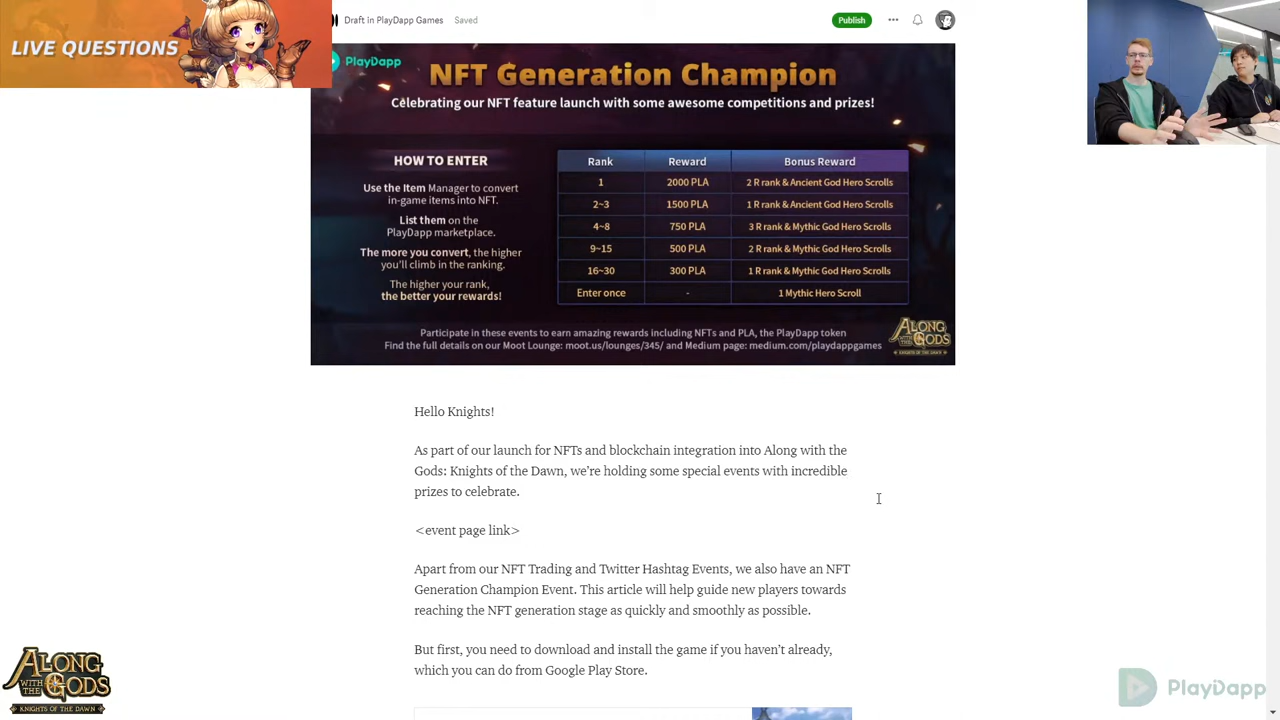 LIVE QUESTIONS
Draft in PlayDapp Games Saved
Publish
PlayDapp
NFT Generation Champion
Celebrating our NFT feature launch with some awesome competitions and prizes!
HOW TO ENTER
Use the Item Manager to convert
in-game items into NFT.
List them on the
PlayDapp marketplace.
The more you convert, the higher
you'll climb in the ranking.
The higher your rank,
the better your rewards!
Rank Reward Bonus Reward
1 2000 PLA 2 R rank & Ancient God Hero Scrolls
2~3 1500 PLA 1 R rank & Ancient God Hero Scrolls
4~8 750 PLA 3 R rank & Mythic God Hero Scrolls
9~15 500 PLA 2 R rank & Mythic God Hero Scrolls
16~30 300 PLA 1 R rank & Mythic God Hero Scrolls
Enter once - 1 Mythic Hero Scroll
Participate in these events to earn amazing rewards including NFTs and PLA, the PlayDapp token
Find the full details on our Moot Lounge: moot.us/lounges/345/ and Medium page: medium.com/playdappgames
ALONG
WITH THE
GODS
KNIGHTS OF THE DAWN
Hello Knights!
As part of our launch for NFTs and blockchain integration into Along with the
Gods: Knights of the Dawn, we're holding some special events with incredible
prizes to celebrate.
<event page link>
Apart from our NFT Trading and Twitter Hashtag Events, we also have an NFT
Generation Champion Event. This article will help guide new players towards
reaching the NFT generation stage as quickly and smoothly as possible.
But first, you need to download and install the game if you haven't already,
which you can do from Google Play Store.
ALONG
WITH THE
GODS
KNIGHTS OF THE DAWN
PlayDapp